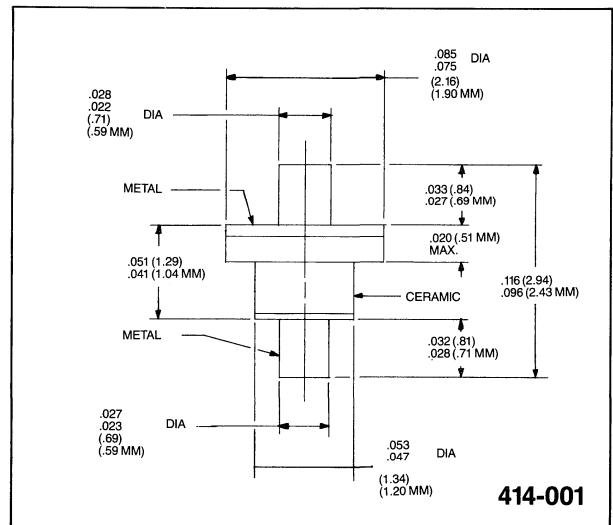 .085 DIA
.075
(2.16)
(1.90 MM)
.028
.022 DIA
(.71)
(.59 MM)
METAL
.033 (.84)
.027 (.69 MM)
.020 (.51 MM)
MAX.
.051 (1.29)
.041 (1.04 MM)
.116 (2.94)
.096 (2.43 MM)
CERAMIC
METAL
.032 (.81)
.028 (.71 MM)
.027
.023 DIA
(.69)
(.59 MM)
.053
.047 DIA
(1.34)
(1.20 MM)
414-001